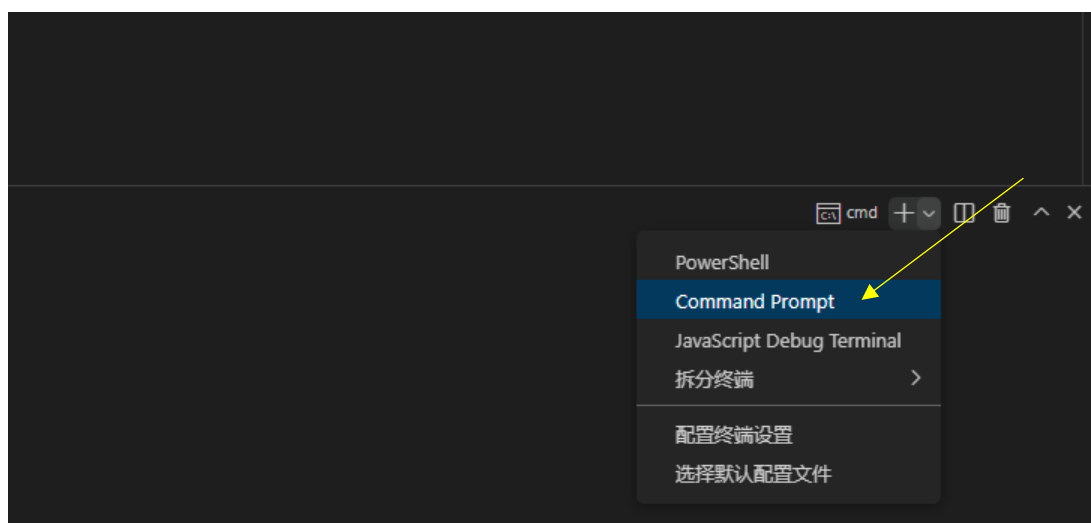 C:\ cmd
PowerShell
Command Prompt
JavaScript Debug Terminal
拆分终端
配置终端设置
选择默认配置文件